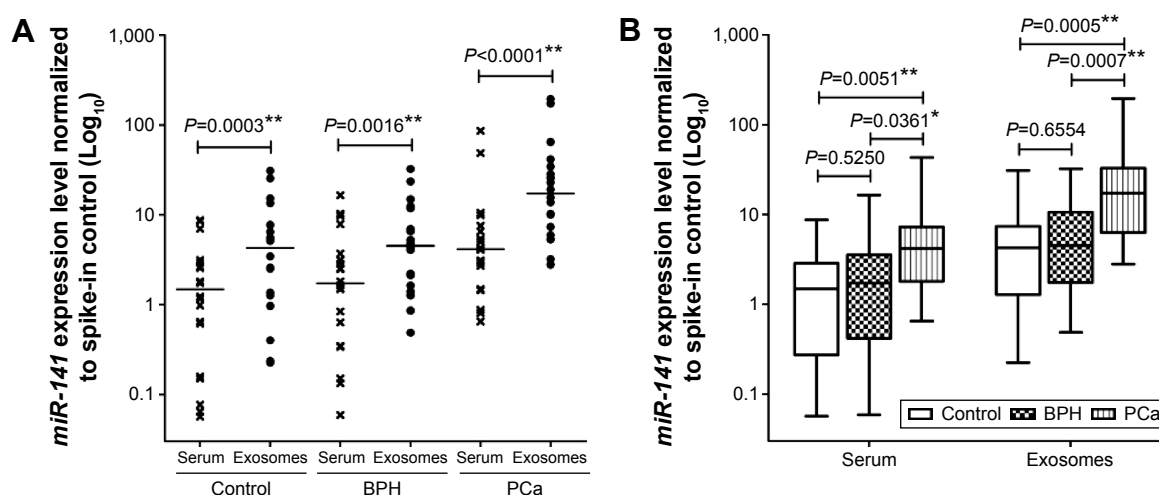 A
miR-141 expression level normalized
to spike-in control (Log10)
1,000
100
10
1
0.1
P=0.0003**
P=0.0016**
P<0.0001**
Serum Exosomes Serum Exosomes Serum Exosomes
Control BPH PCa
B
miR-141 expression level normalized
to spike-in control (Log10)
1,000
100
10
1
0.1
P=0.0005**
P=0.0007**
P=0.0051**
P=0.0361*
P=0.6554
P=0.5250
Control BPH PCa
Serum Exosomes